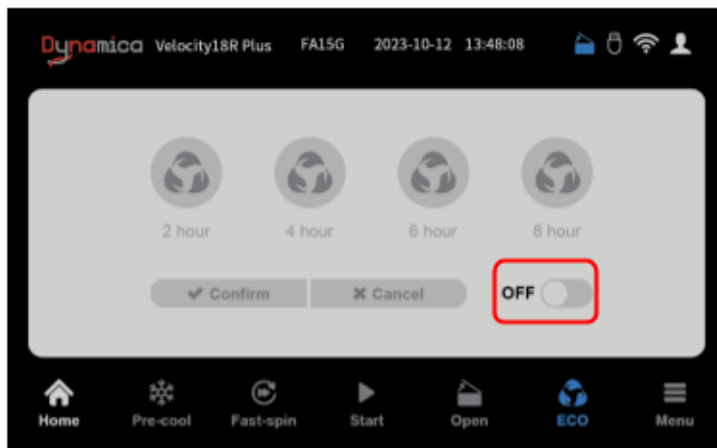 Dynamica Velocity18R Plus FA15G 2023-10-12 13:48:08
2 hour 4 hour 6 hour 8 hour
Confirm Cancel OFF
Home Pre-cool Fast-spin Start Open ECO Menu